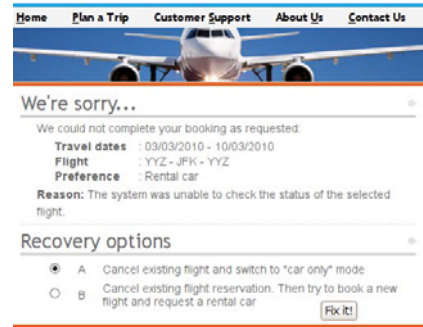 Home Plan a Trip Customer Support About Us Contact Us
We're sorry...
We could not complete your booking as requested:
Travel dates : 03/03/2010 - 10/03/2010
Flight : YYZ - JFK - YYZ
Preference : Rental car
Reason: The system was unable to check the status of the selected
flight.
Recovery options
A Cancel existing flight and switch to "car only" mode
B Cancel existing flight reservation. Then try to book a new
flight and request a rental car
Fix it!